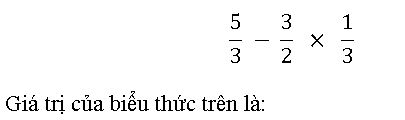 5/3 − 3/2 × 1/3
Giá trị của biểu thức trên là: